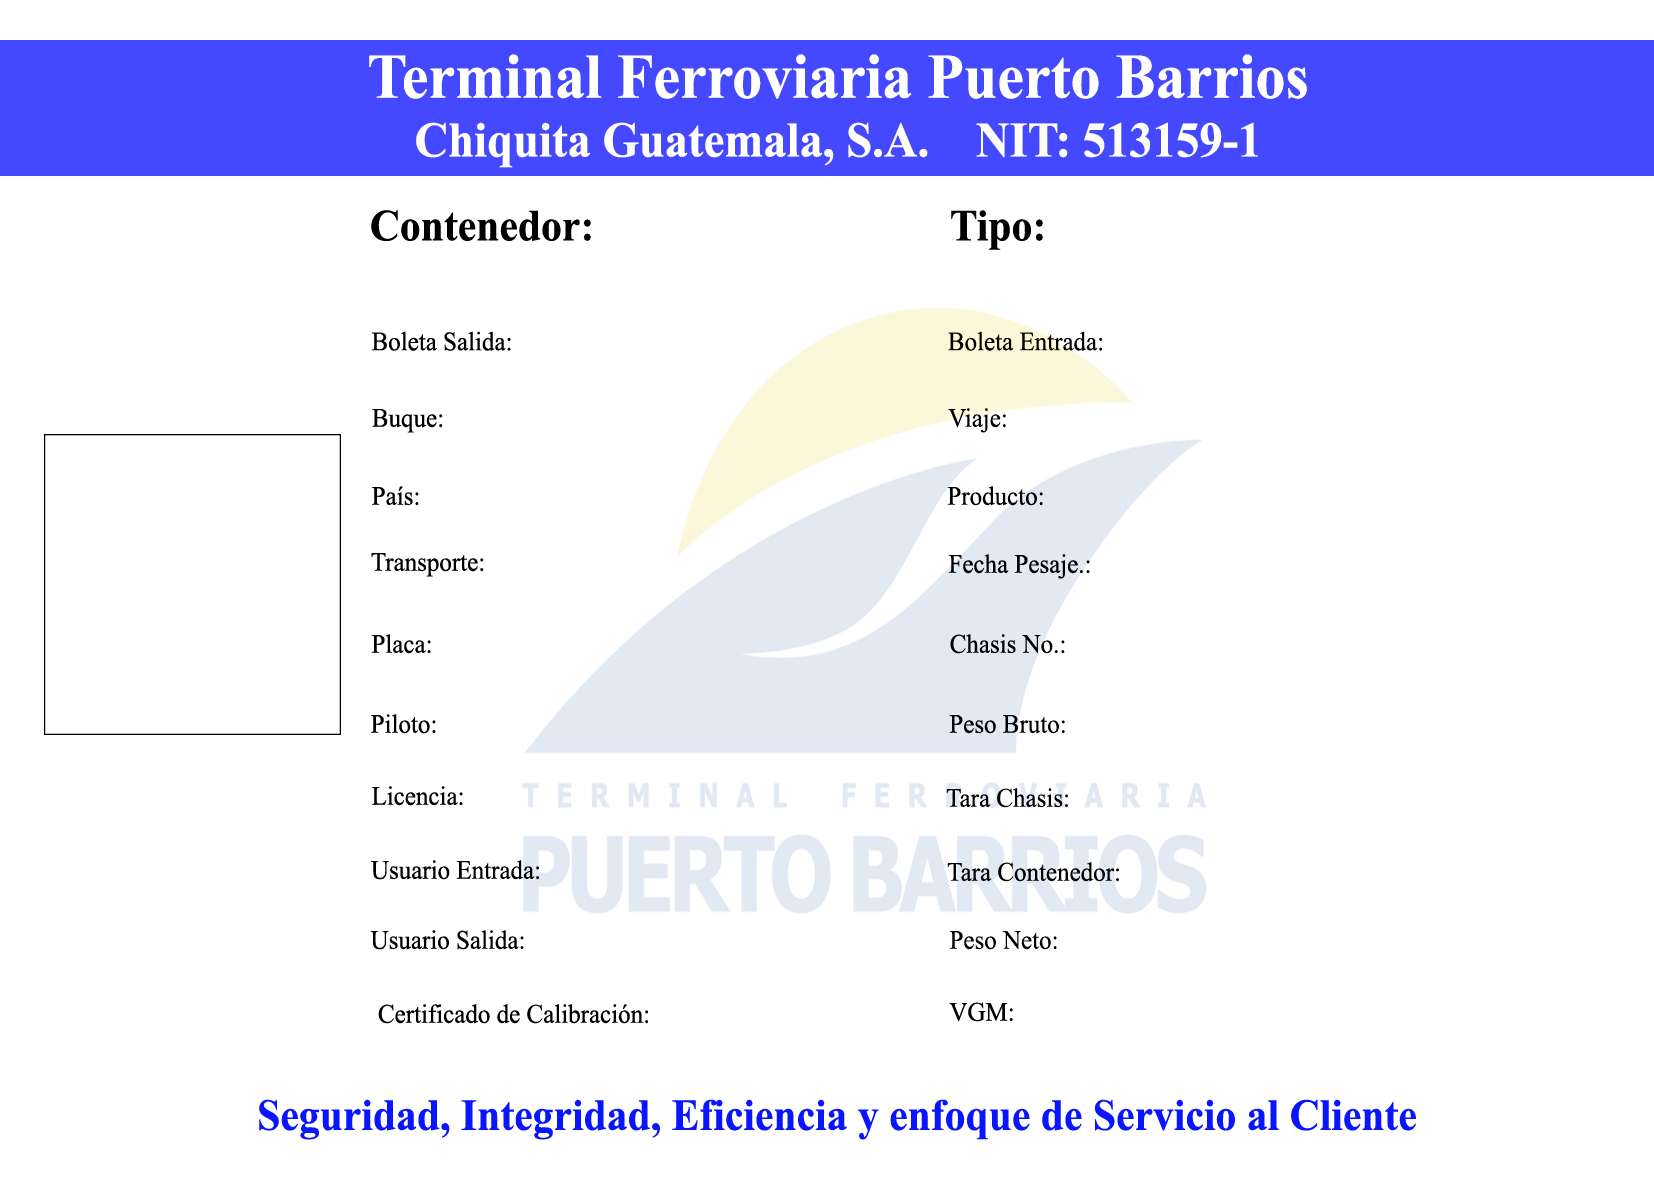 Terminal Ferroviaria Puerto Barrios
Chiquita Guatemala, S.A. NIT: 513159-1
Contenedor: Tipo:
Boleta Salida: Boleta Entrada:
Buque: Viaje:
País: Producto:
Transporte: Fecha Pesaje.:
Placa: Chasis No.:
Piloto: Peso Bruto:
Licencia: Tara Chasis:
TERMINAL FERROVIARIA
Usuario Entrada: Tara Contenedor:
PUERTO BARRIOS
Usuario Salida: Peso Neto:
Certificado de Calibración: VGM:
Seguridad, Integridad, Eficiencia y enfoque de Servicio al Cliente